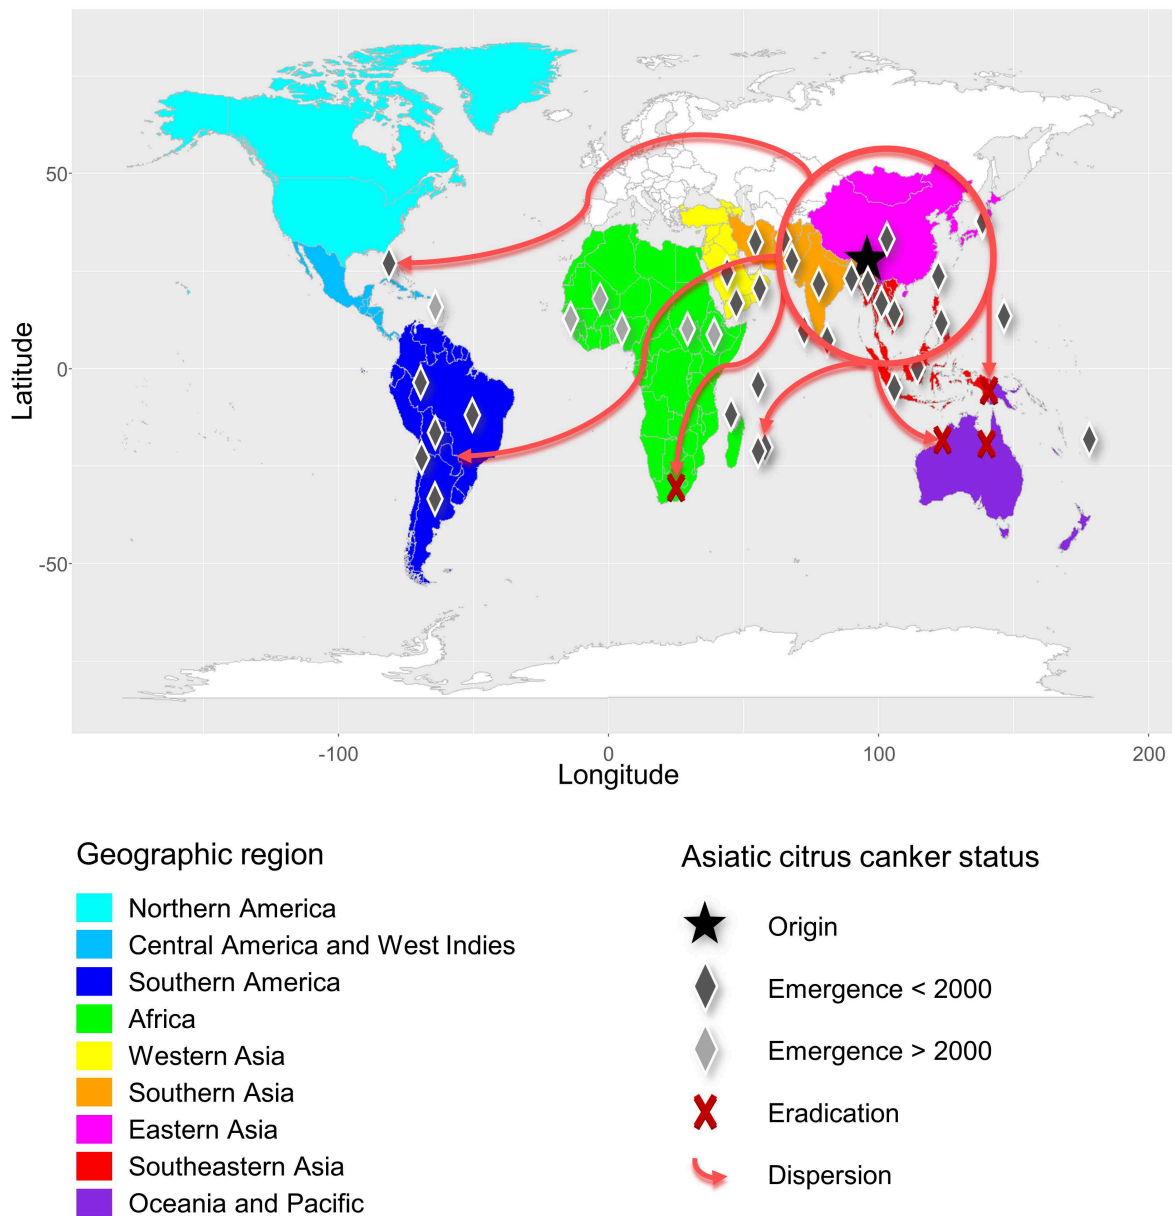 50
0
-50
Latitude
-100
0
100
200
Longitude
Geographic region
Northern America
Central America and West Indies
Southern America
Africa
Western Asia
Southern Asia
Eastern Asia
Southeastern Asia
Oceania and Pacific
Asiatic citrus canker status
Origin
Emergence < 2000
Emergence > 2000
Eradication
Dispersion